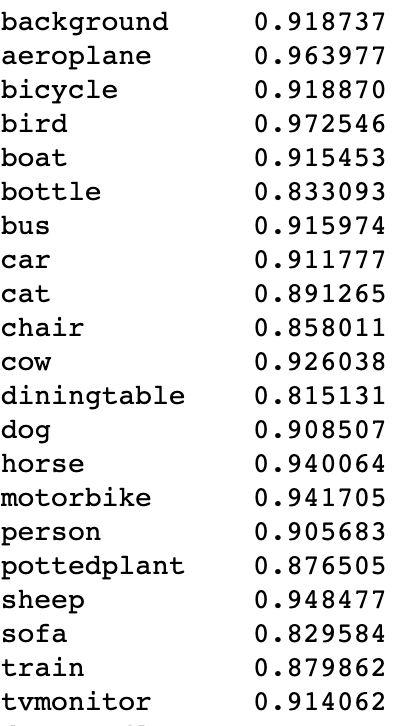 background 0.918737
aeroplane 0.963977
bicycle 0.918870
bird 0.972546
boat 0.915453
bottle 0.833093
bus 0.915974
car 0.911777
cat 0.891265
chair 0.858011
cow 0.926038
diningtable 0.815131
dog 0.908507
horse 0.940064
motorbike 0.941705
person 0.905683
pottedplant 0.876505
sheep 0.948477
sofa 0.829584
train 0.879862
tvmonitor 0.914062